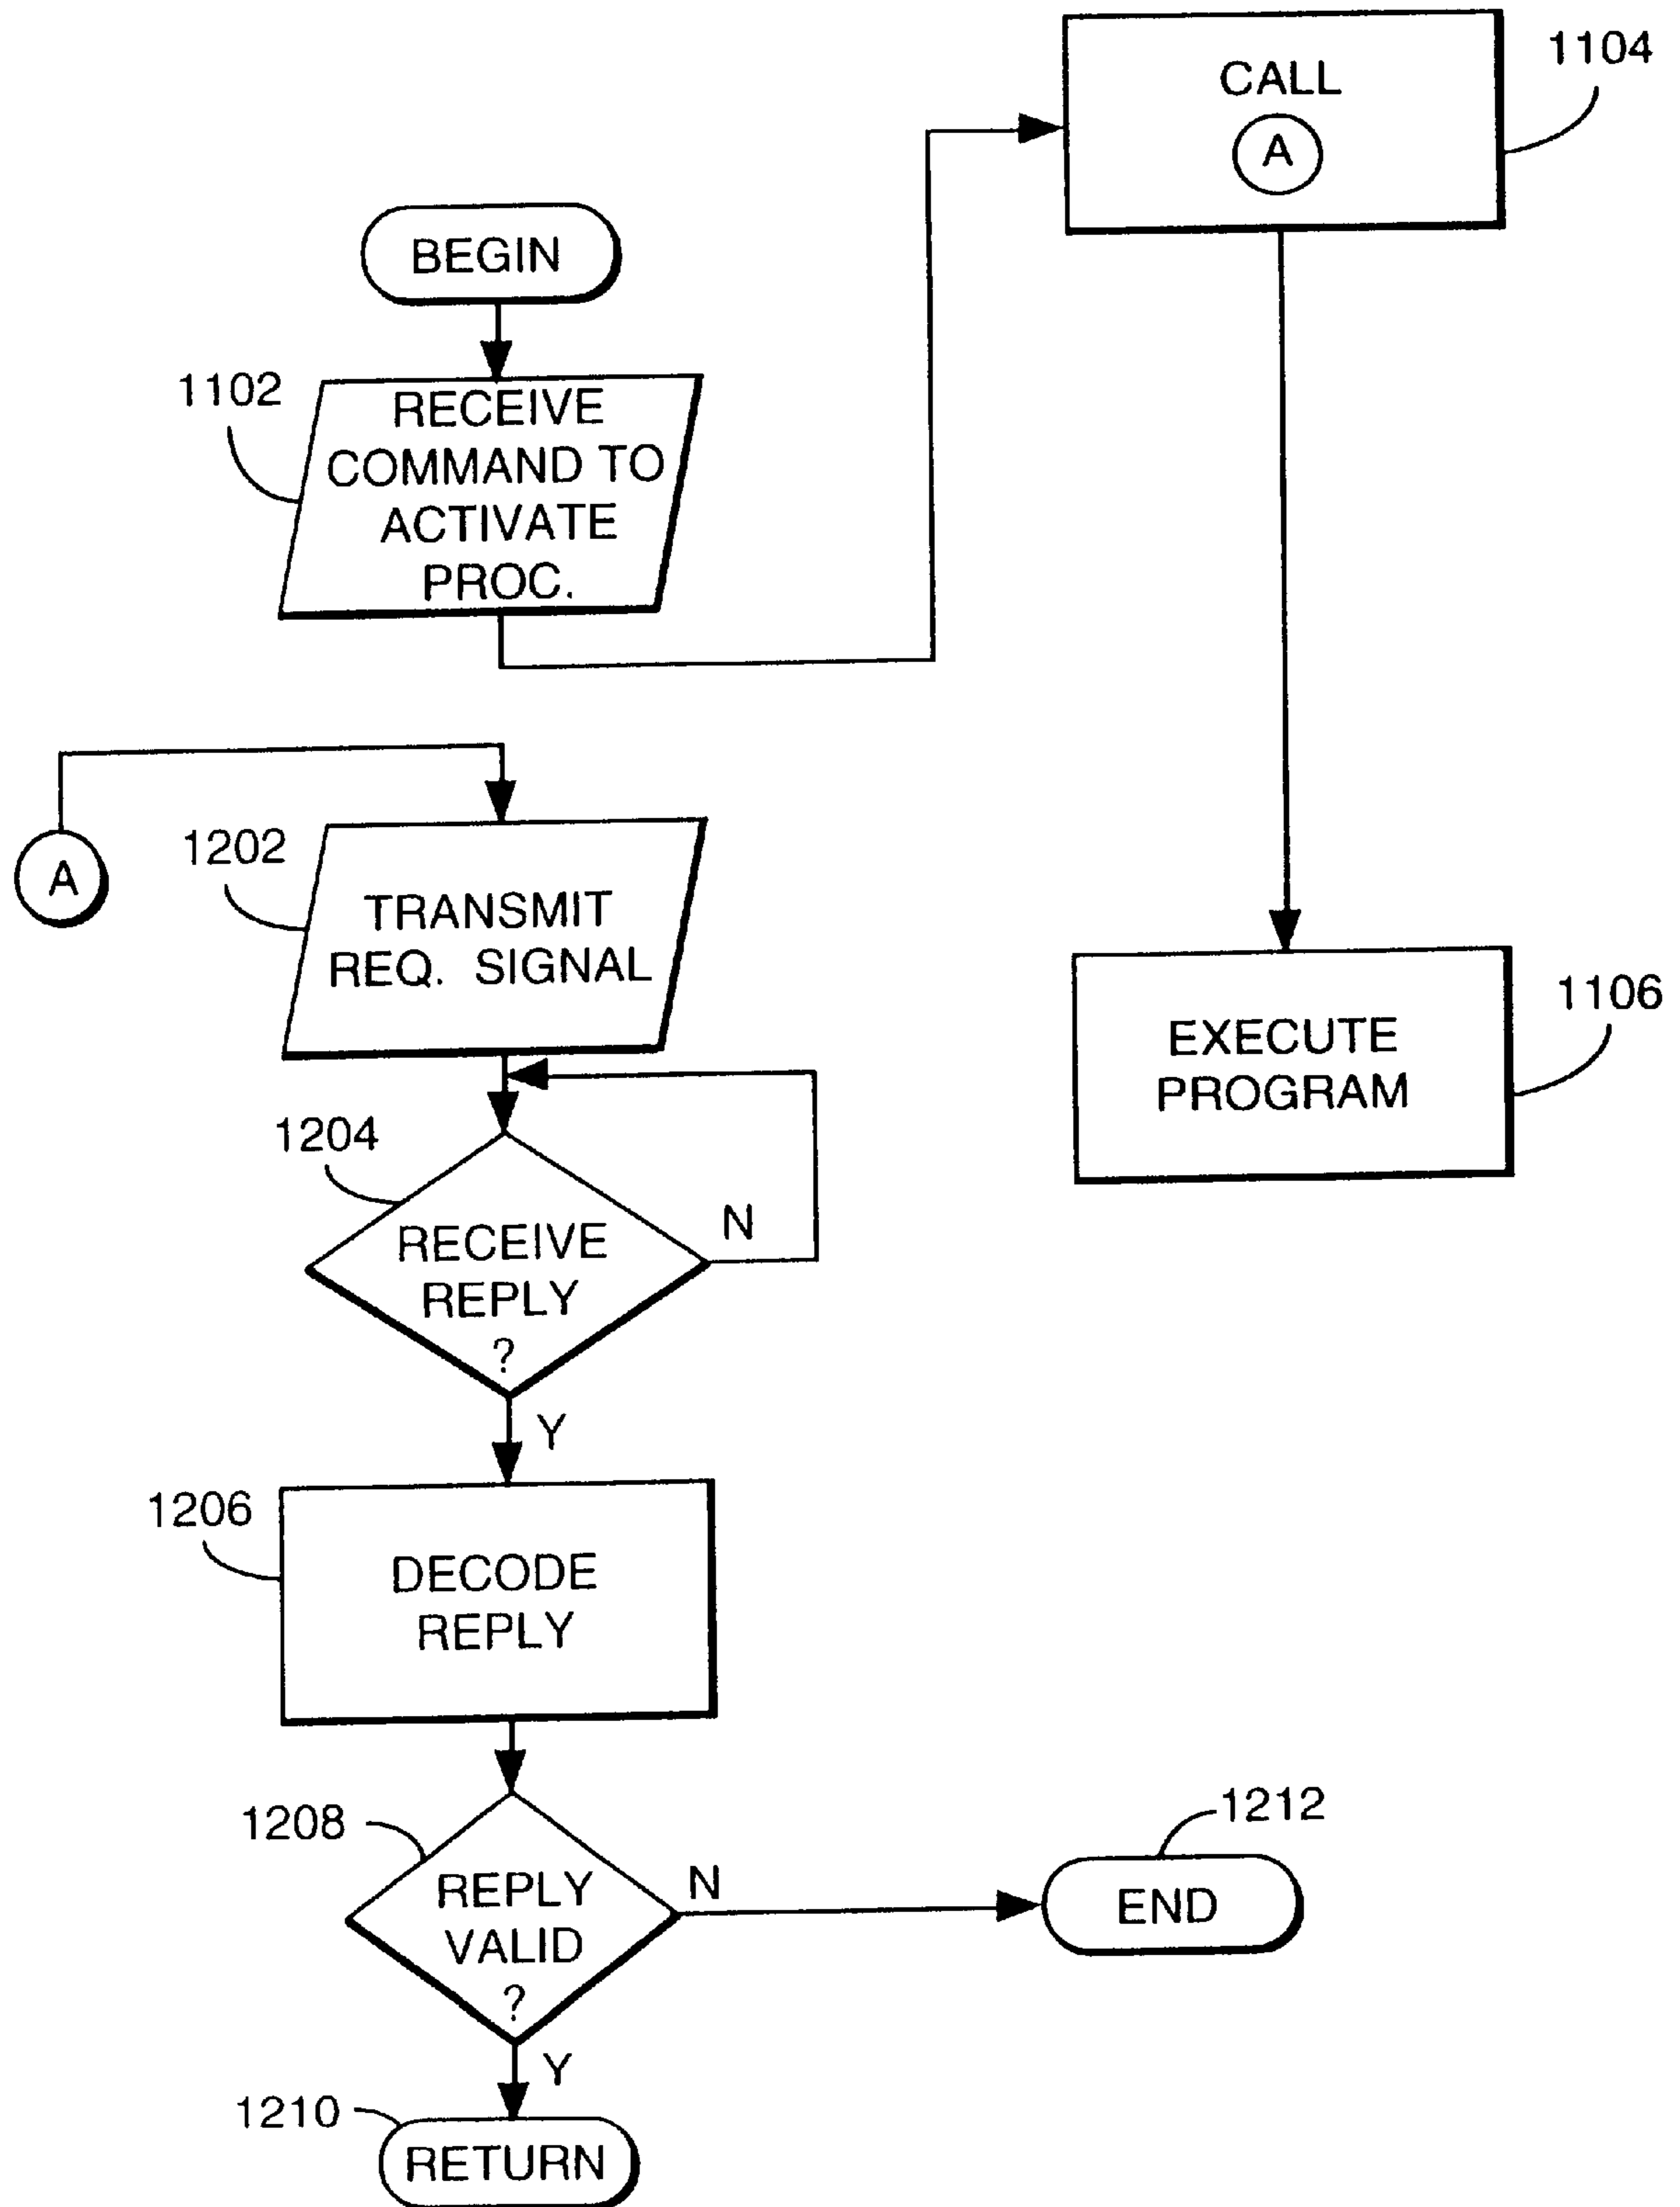 CALL
A
1104
BEGIN
1102
RECEIVE
COMMAND TO
ACTIVATE
PROC.
A
1202
TRANSMIT
REQ. SIGNAL
EXECUTE
PROGRAM
1106
1204
RECEIVE
REPLY
?
N
Y
1206
DECODE
REPLY
1208
REPLY
VALID
?
N
1212
END
Y
1210
RETURN